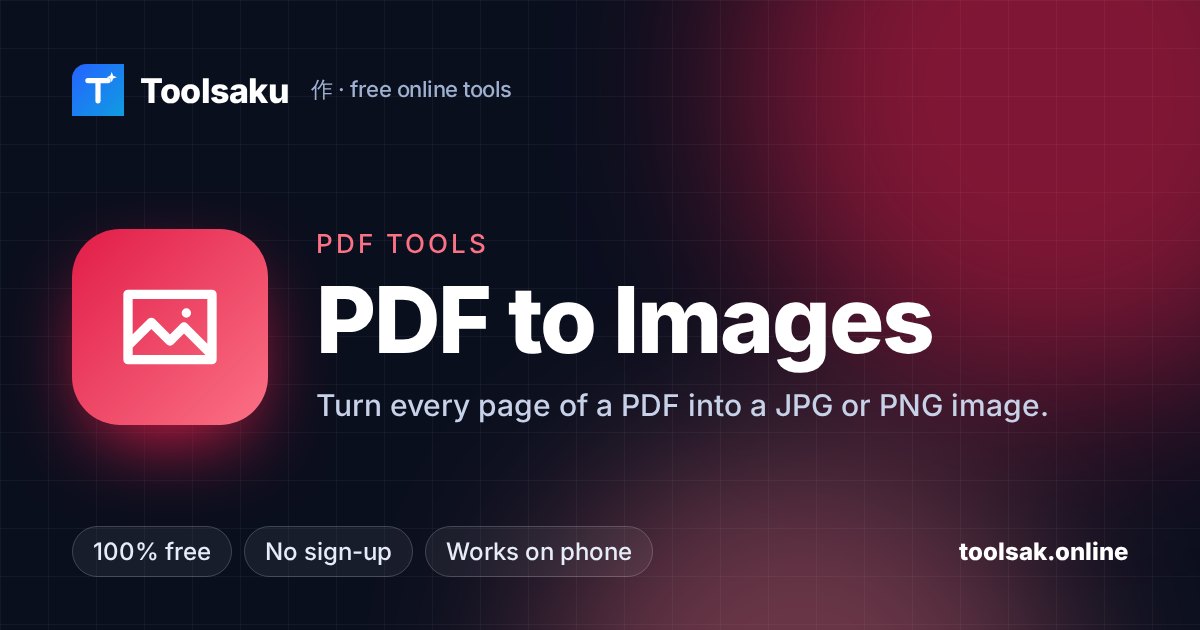 T
Toolsaku 作 · free online tools
PDF TOOLS
PDF to Images
Turn every page of a PDF into a JPG or PNG image.
100% free No sign-up Works on phone toolsak.online